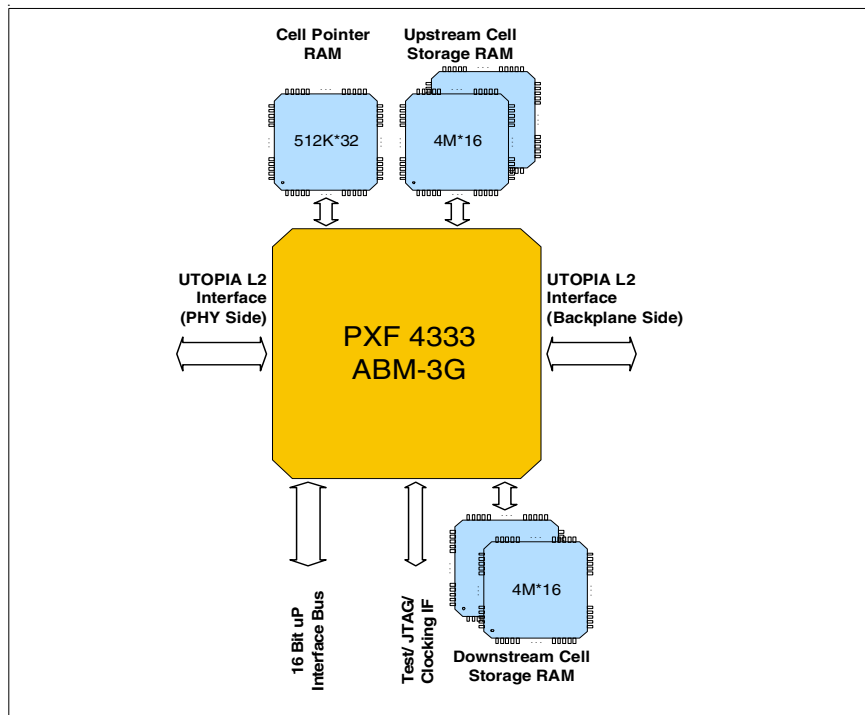 Cell Pointer
RAM
Upstream Cell
Storage RAM
512K*32
4M*16
UTOPIA L2
Interface
(PHY Side)
PXF 4333
ABM-3G
UTOPIA L2
Interface
(Backplane Side)
16 Bit uP
Interface Bus
Test/ JTAG/
Clocking IF
4M*16
Downstream Cell
Storage RAM